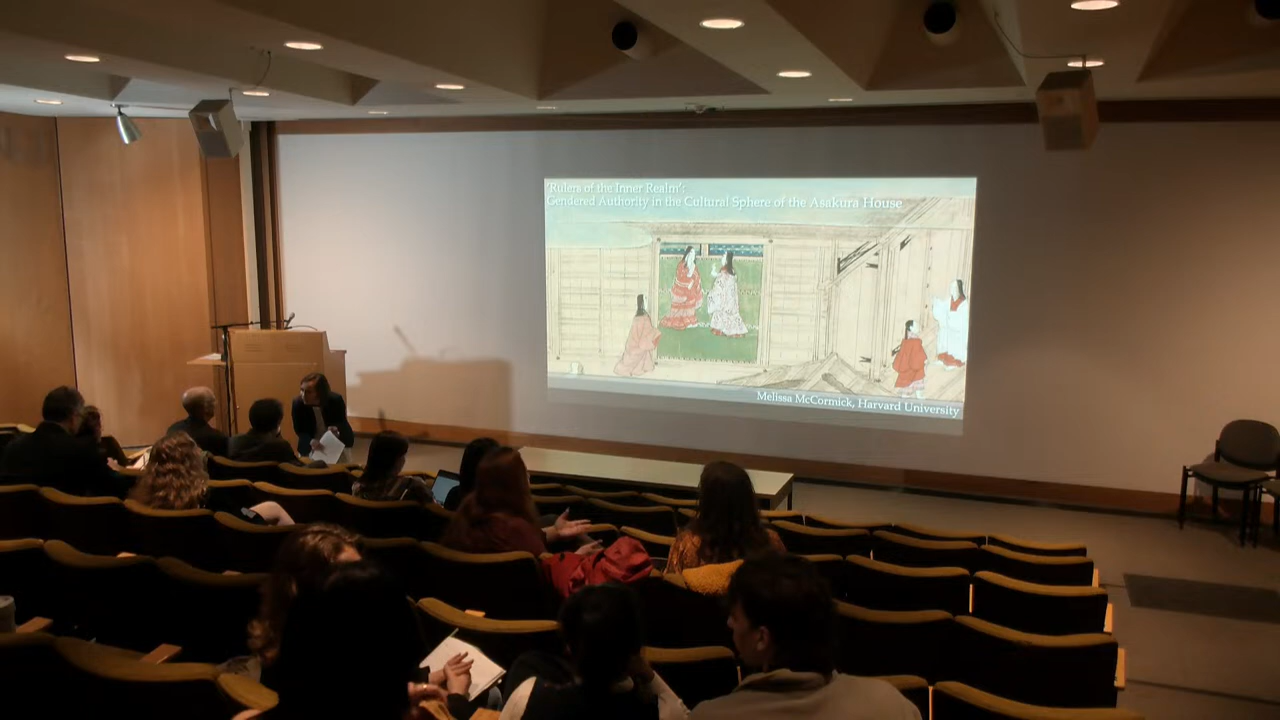 'Rulers of the Inner Realm':
Gendered Authority in the Cultural Sphere of the Asakura House
Melissa McCormick, Harvard University